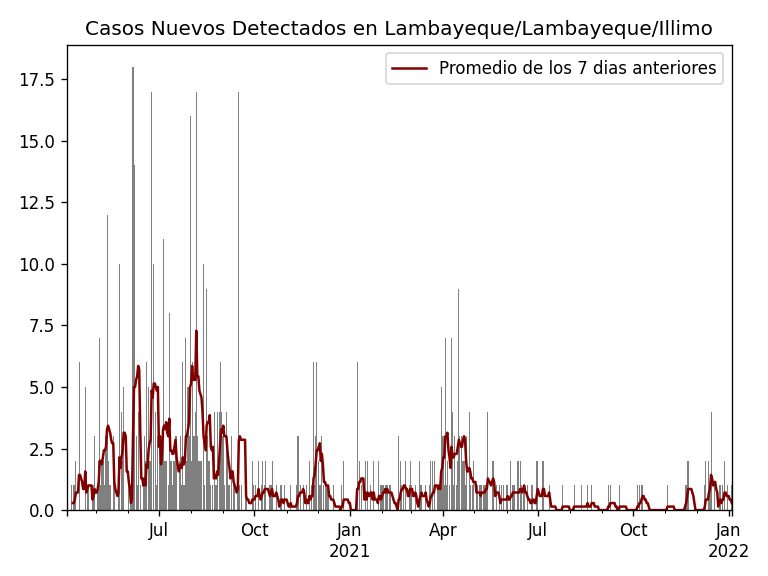 Casos Nuevos Detectados en Lambayeque/Lambayeque/Illimo
Promedio de los 7 dias anteriores
17.5
15.0
12.5
10.0
7.5
5.0
2.5
0.0
Jul
Oct
Jan
2021
Apr
Jul
Oct
Jan
2022